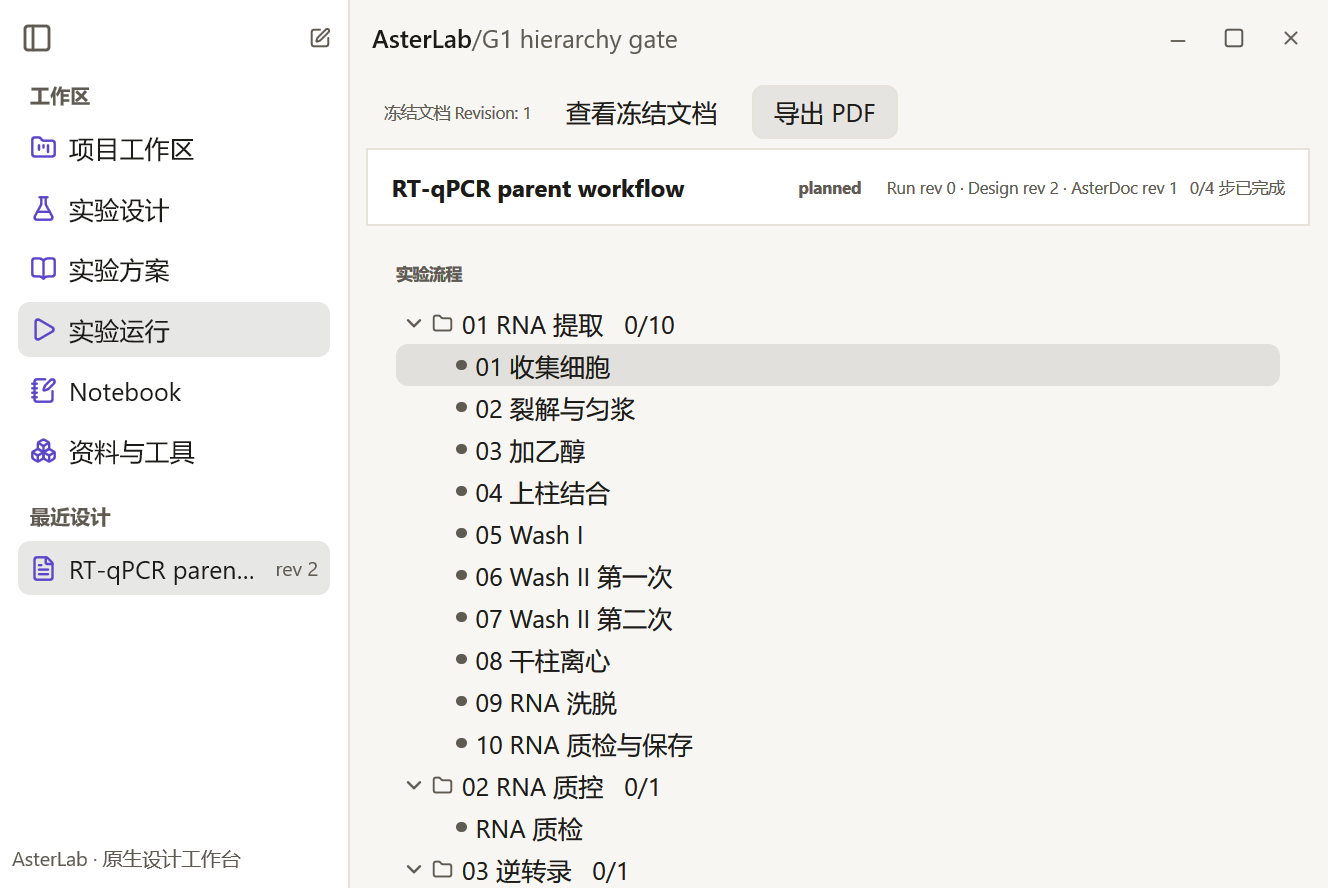 工作区
项目工作区
实验设计
实验方案
实验运行
Notebook
资料与工具
最近设计
RT-qPCR paren... rev 2
AsterLab · 原生设计工作台
AsterLab/G1 hierarchy gate
冻结文档 Revision: 1 查看冻结文档 导出 PDF
RT-qPCR parent workflow planned Run rev 0 · Design rev 2 · AsterDoc rev 1 0/4 步已完成
实验流程
01 RNA 提取 0/10
01 收集细胞
02 裂解与匀浆
03 加乙醇
04 上柱结合
05 Wash I
06 Wash II 第一次
07 Wash II 第二次
08 干柱离心
09 RNA 洗脱
10 RNA 质检与保存
02 RNA 质控 0/1
RNA 质检
03 逆转录 0/1